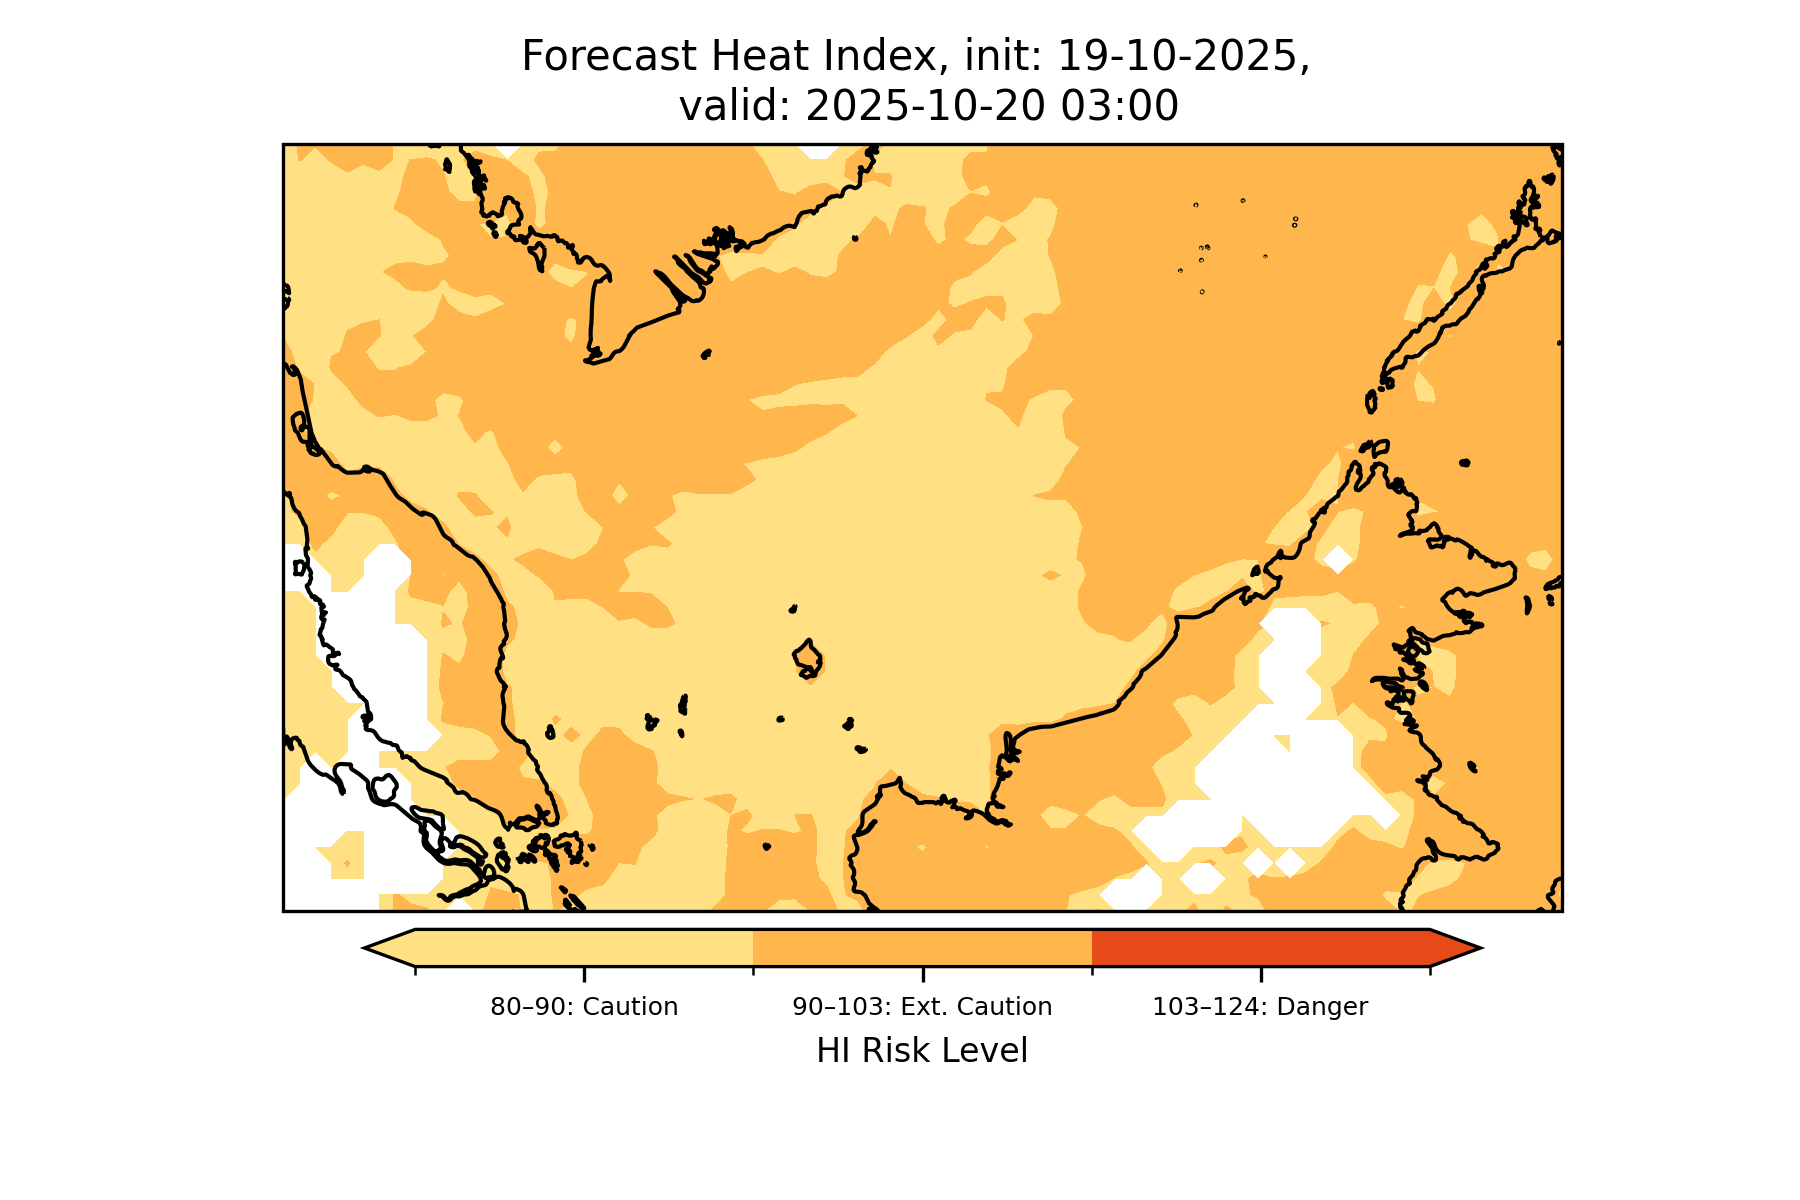 Forecast Heat Index, init: 19-10-2025,
valid: 2025-10-20 03:00
80–90: Caution
90–103: Ext. Caution
103–124: Danger
HI Risk Level